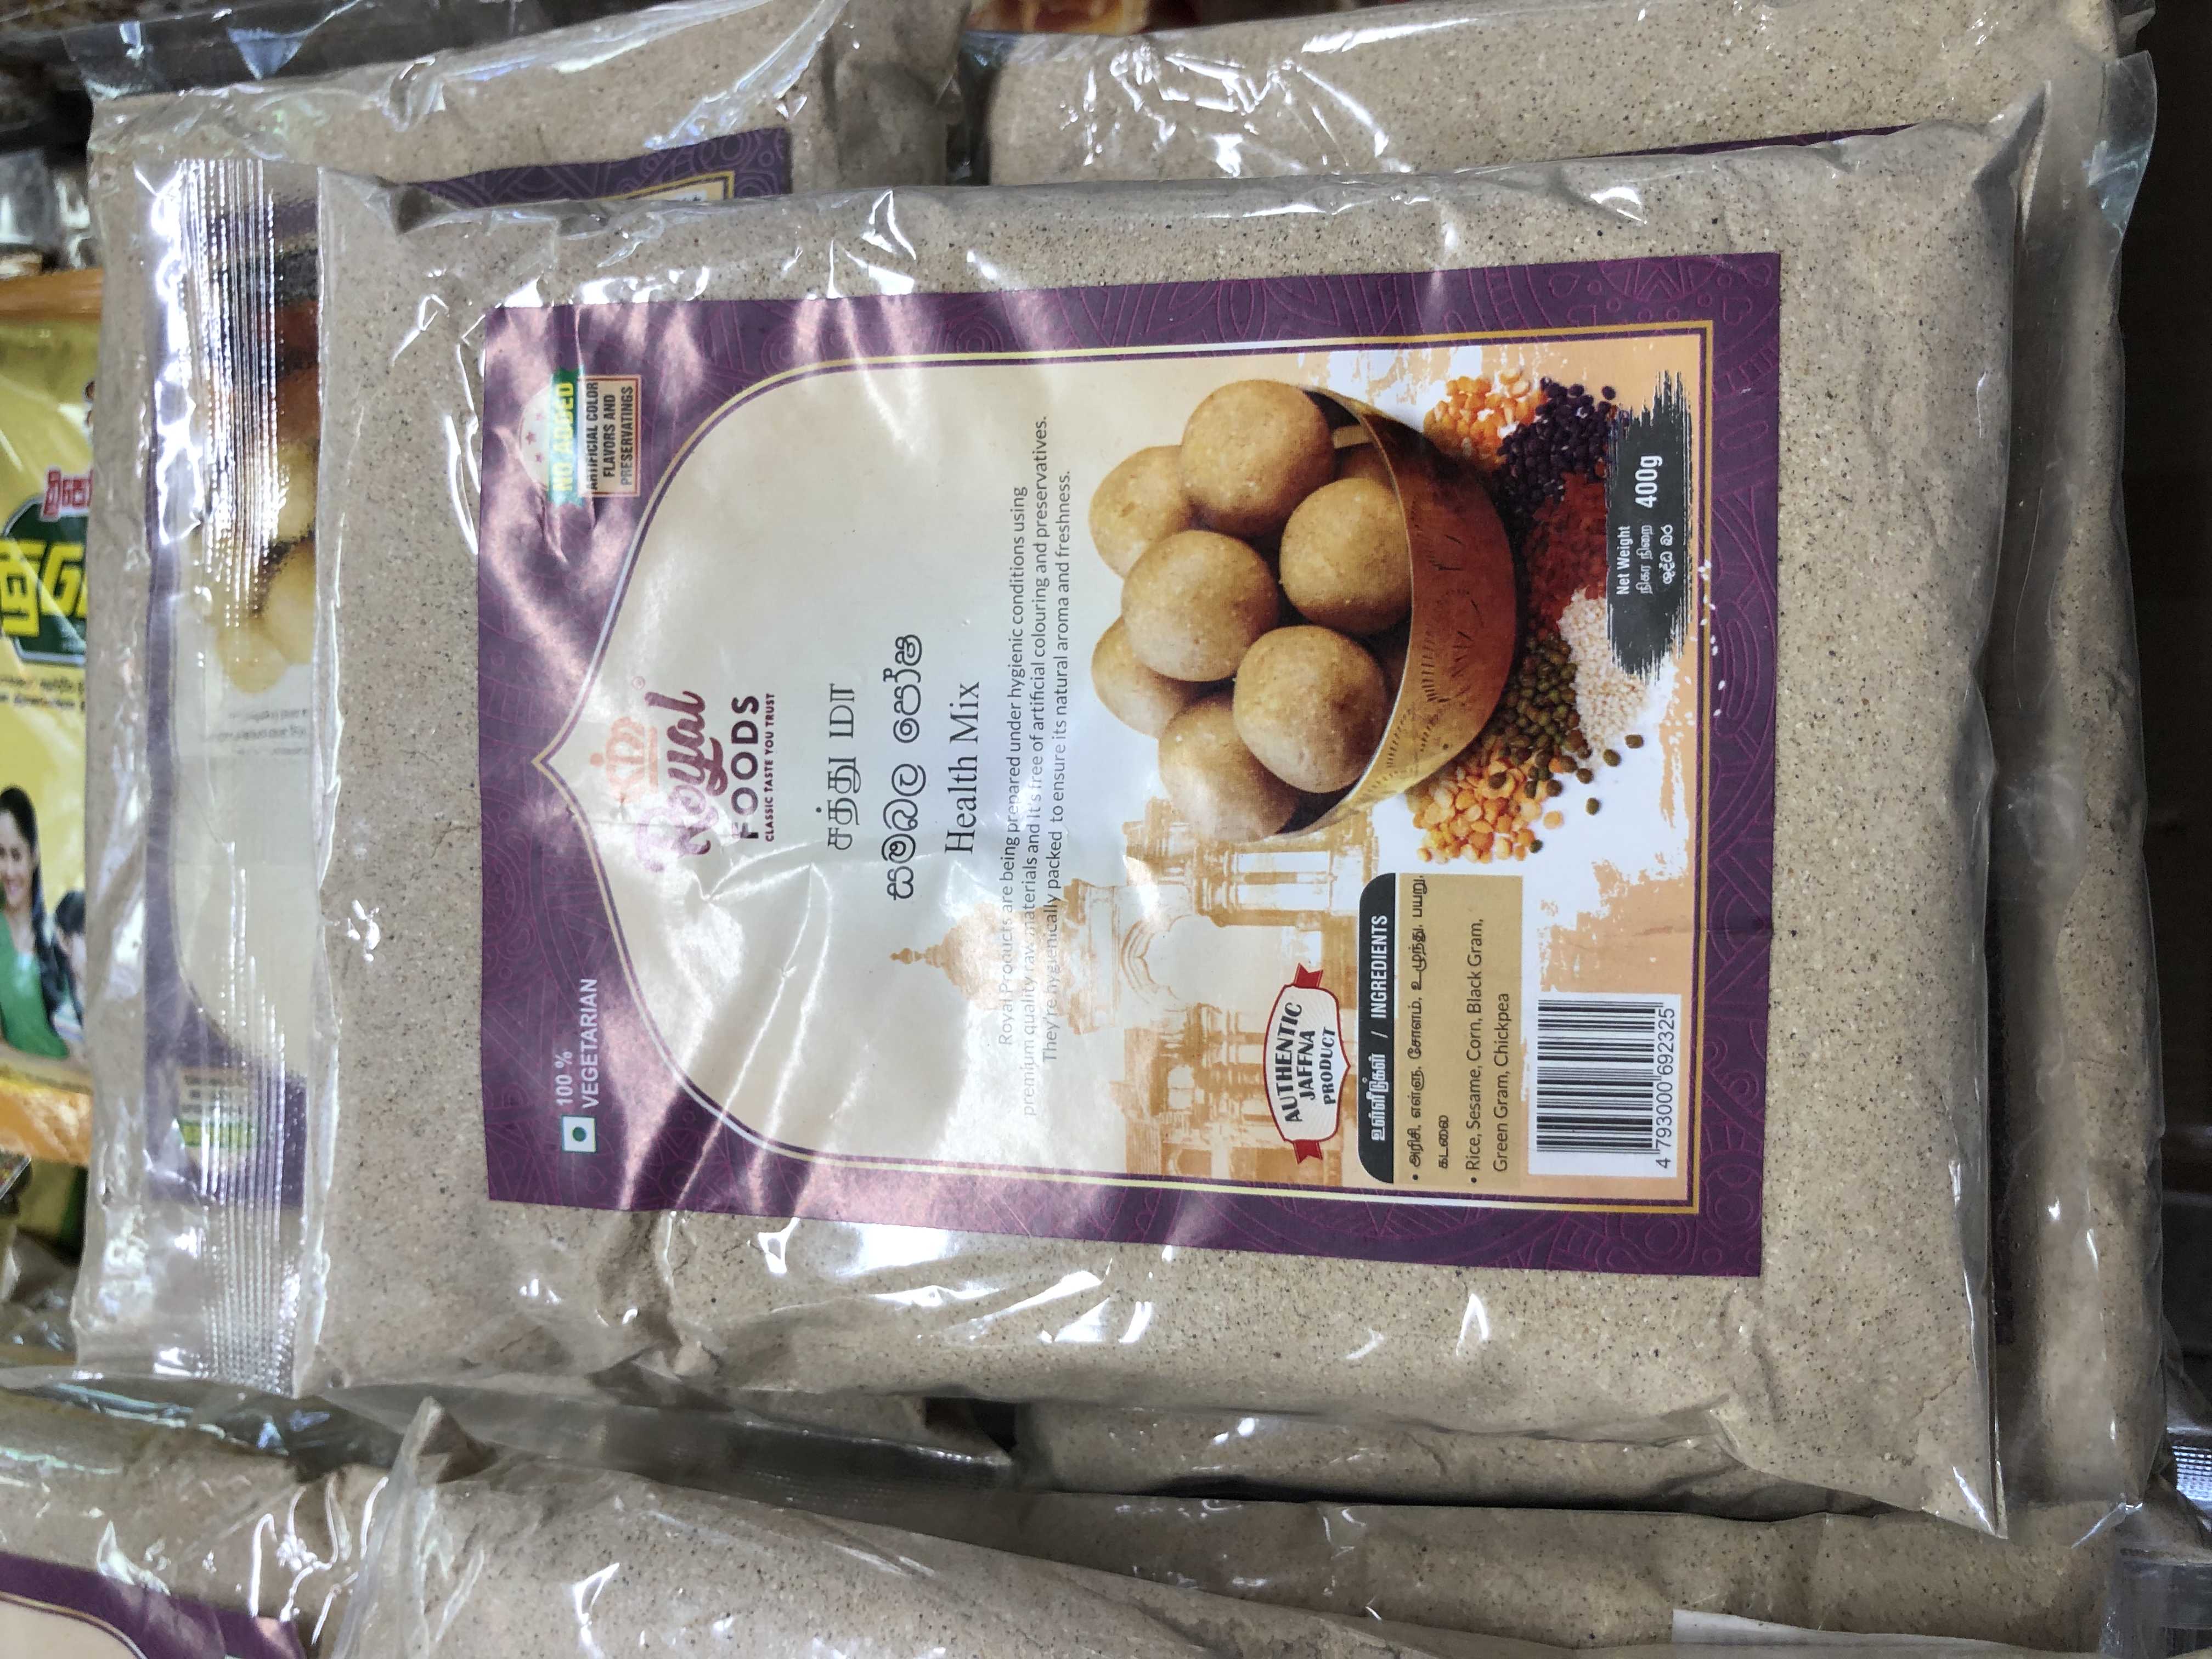 100 %
VEGETARIAN
NO ADDED
ARTIFICIAL COLOR
FLAVORS AND
PRESERVATINGS
Royal
FOODS
CLASSIC TASTE YOU TRUST
சத்து மா
සමබල පෝෂ
Health Mix
Royal Products are being prepared under hygienic conditions using
premium quality raw materials and It's free of artificial colouring and preservatives.
They're hygienically packed to ensure its natural aroma and freshness.
AUTHENTIC
JAFFNA
PRODUCT
உள்ளீடுகள் / INGREDIENTS
• அரிசி, எள்ளு, சோளம், உழுந்து, பயறு,
கடலை
• Rice, Sesame, Corn, Black Gram,
Green Gram, Chickpea
4 793000 692325
Net Weight
நிகர நிறை 400g
ශුද්ධ බර